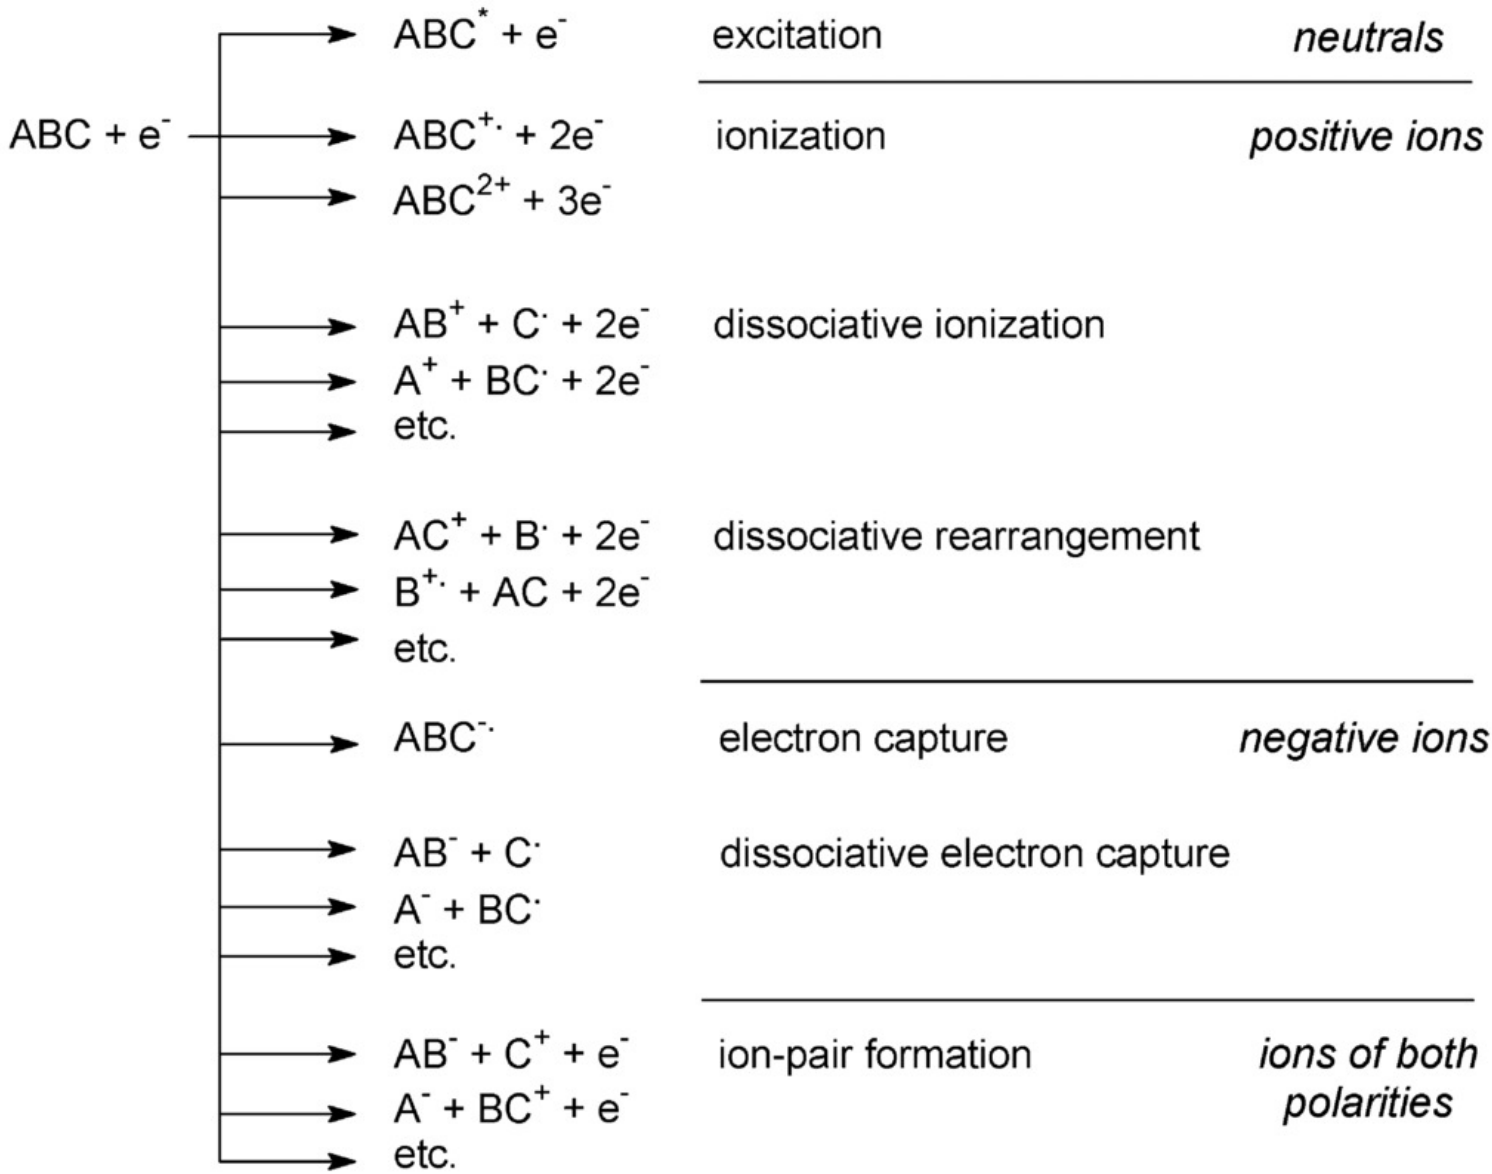 ABC* + e⁻ excitation neutrals
ABC + e⁻ ABC⁺· + 2e⁻ ionization positive ions
ABC²⁺ + 3e⁻
AB⁺ + C· + 2e⁻ dissociative ionization
A⁺ + BC· + 2e⁻
etc.
AC⁺ + B· + 2e⁻ dissociative rearrangement
B⁺· + AC + 2e⁻
etc.
ABC⁻· electron capture negative ions
AB⁻ + C· dissociative electron capture
A⁻ + BC·
etc.
AB⁻ + C⁺ + e⁻ ion-pair formation ions of both
A⁻ + BC⁺ + e⁻ polarities
etc.